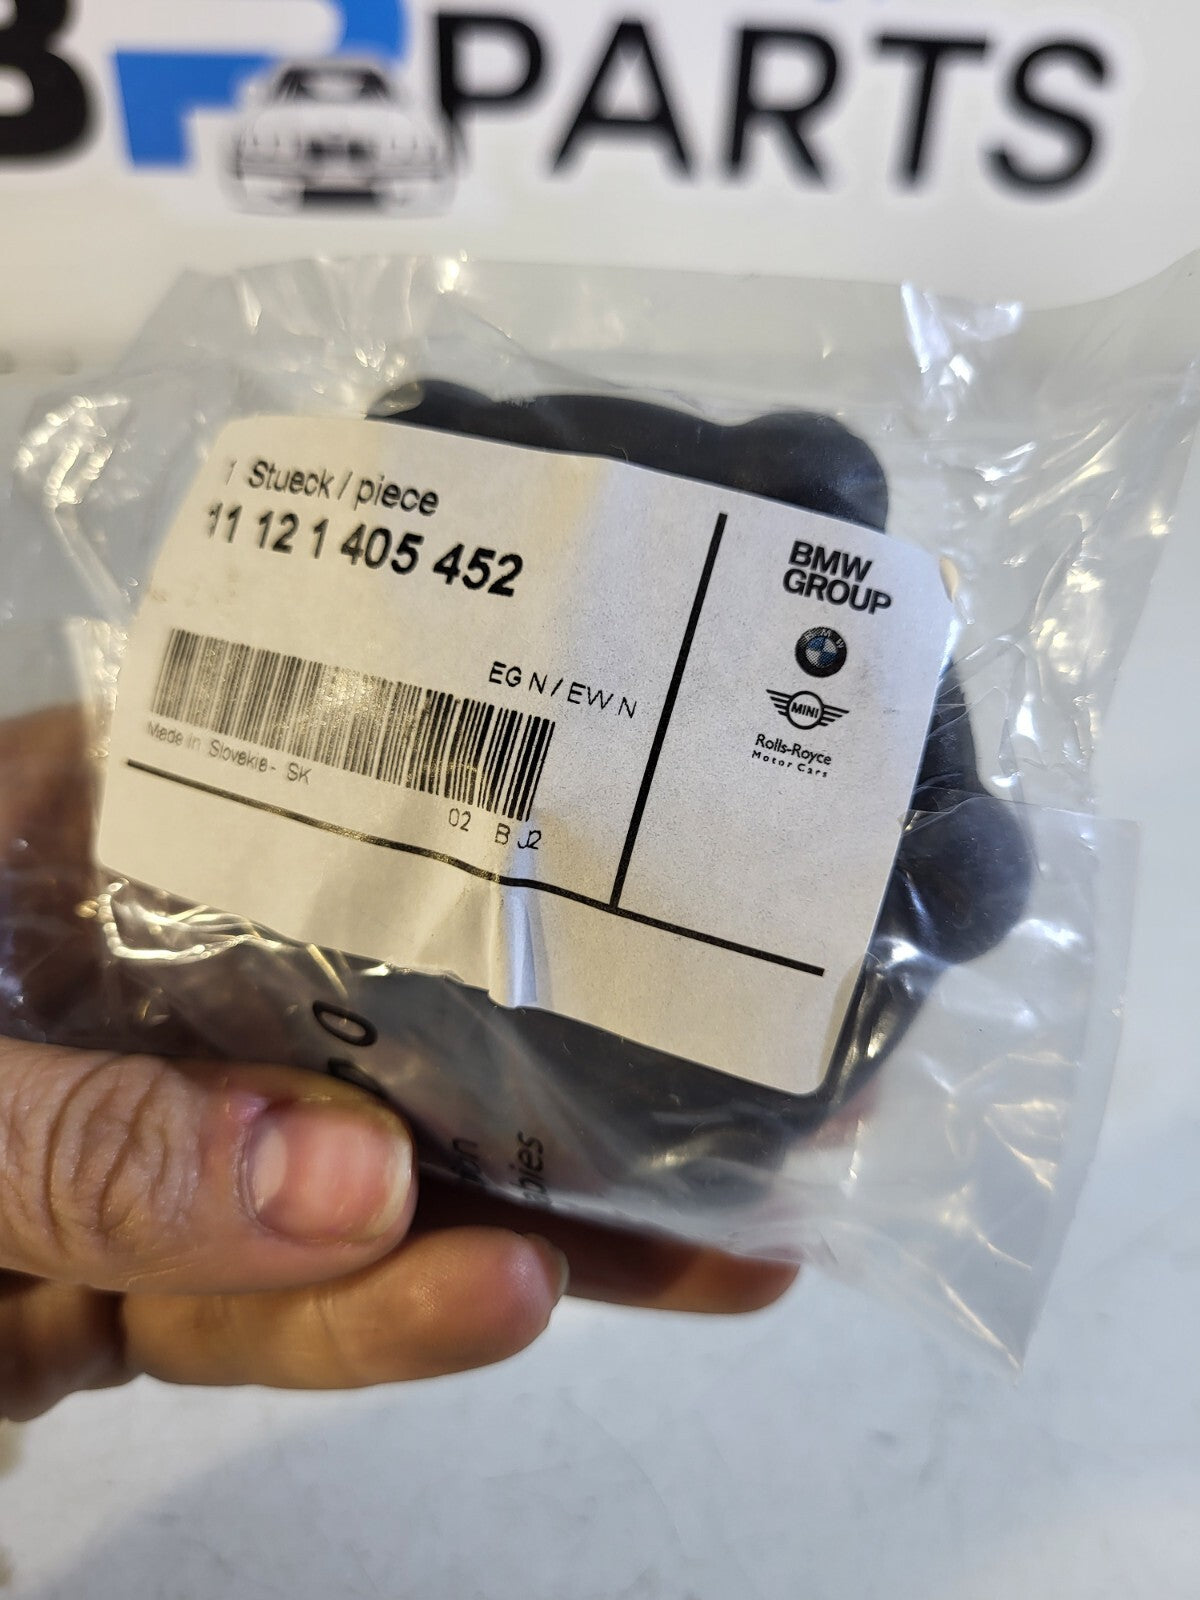 B PARTS
1 Stueck / piece
11 12 1 405 452
EG N / EW N
Made in Slovakia - SK
02 B J2
BMW
GROUP
BMW
MINI
Rolls-Royce
Motor Cars